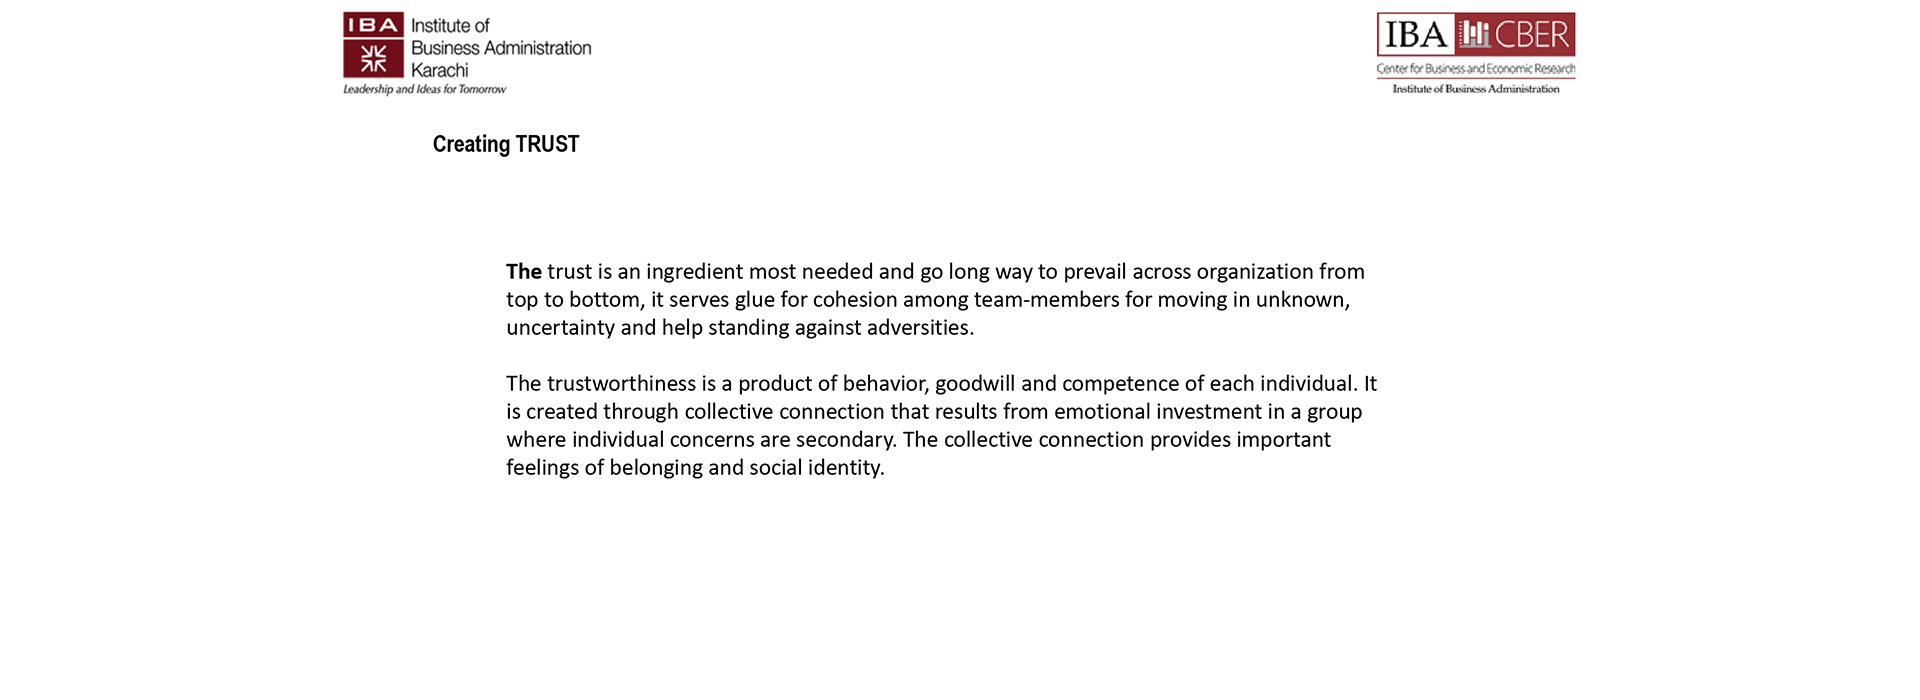 IBA
Institute of
Business Administration
Karachi
Leadership and Ideas for Tomorrow
IBA CBER
Center for Business and Economic Research
Institute of Business Administration
Creating TRUST
The trust is an ingredient most needed and go long way to prevail across organization from
top to bottom, it serves glue for cohesion among team-members for moving in unknown,
uncertainty and help standing against adversities.
The trustworthiness is a product of behavior, goodwill and competence of each individual. It
is created through collective connection that results from emotional investment in a group
where individual concerns are secondary. The collective connection provides important
feelings of belonging and social identity.